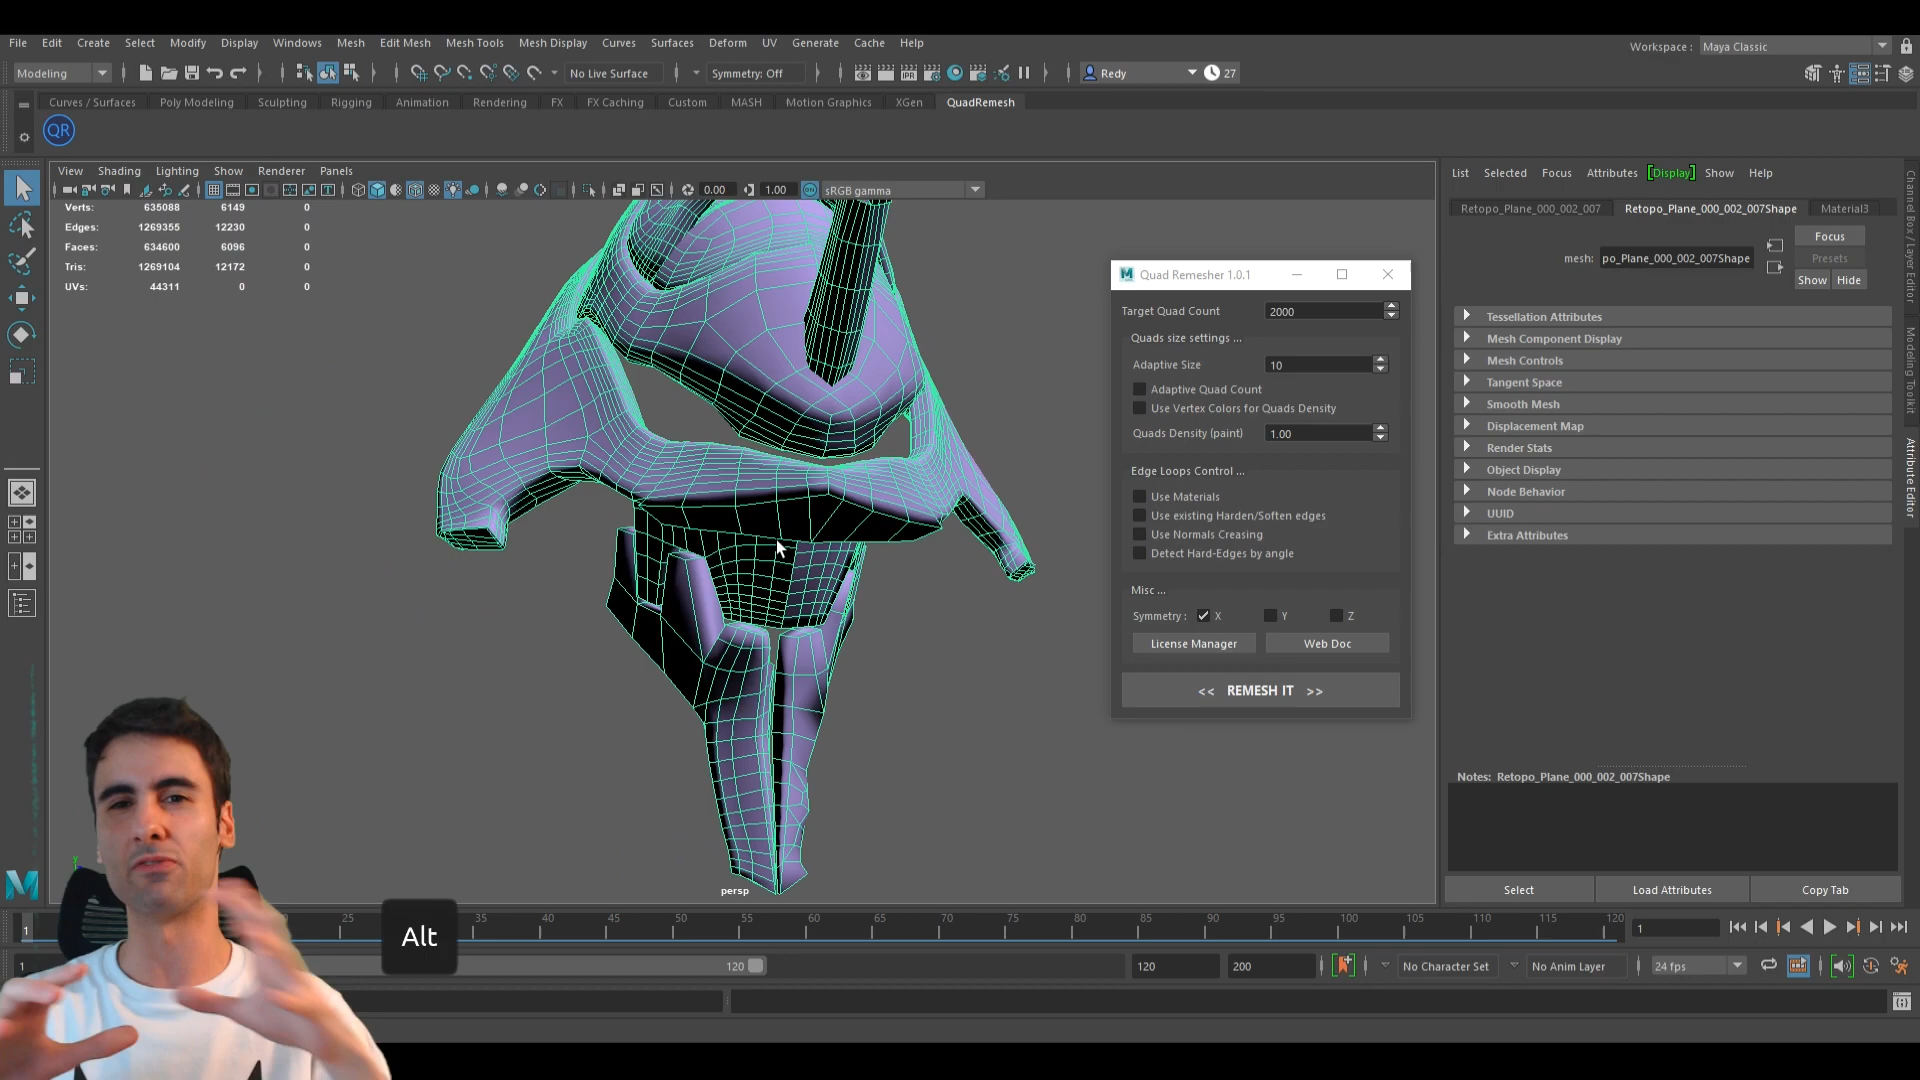 File Edit Create Select Modify Display Windows Mesh Edit Mesh Mesh Tools Mesh Display Curves Surfaces Deform UV Generate Cache Help
Workspace : Maya Classic
Modeling No Live Surface Symmetry: Off IPR Redy 27
Curves / Surfaces Poly Modeling Sculpting Rigging Animation Rendering FX FX Caching Custom MASH Motion Graphics XGen QuadRemesh
QR
View Shading Lighting Show Renderer Panels
0.00 1.00 sRGB gamma
Verts: 635088 6149 0
Edges: 1269355 12230 0
Faces: 634600 6096 0
Tris: 1269104 12172 0
UVs: 44311 0 0
persp
Quad Remesher 1.0.1
Target Quad Count 2000
Quads size settings ...
Adaptive Size 10
Adaptive Quad Count
Use Vertex Colors for Quads Density
Quads Density (paint) 1.00
Edge Loops Control ...
Use Materials
Use existing Harden/Soften edges
Use Normals Creasing
Detect Hard-Edges by angle
Misc ...
Symmetry : X Y Z
License Manager Web Doc
<< REMESH IT >>
List Selected Focus Attributes Display Show Help
Retopo_Plane_000_002_007 Retopo_Plane_000_002_007Shape Material3
Focus
mesh: po_Plane_000_002_007Shape
Presets
Show Hide
Tessellation Attributes
Mesh Component Display
Mesh Controls
Tangent Space
Smooth Mesh
Displacement Map
Render Stats
Object Display
Node Behavior
UUID
Extra Attributes
Notes: Retopo_Plane_000_002_007Shape
Select Load Attributes Copy Tab
Channel Box / Layer Editor
Modeling Toolkit
Attribute Editor
y
Alt
1 25 35 40 45 50 55 60 65 70 75 80 85 90 95 100 105 110 115 120 1
1 120 120 200 No Character Set No Anim Layer 24 fps